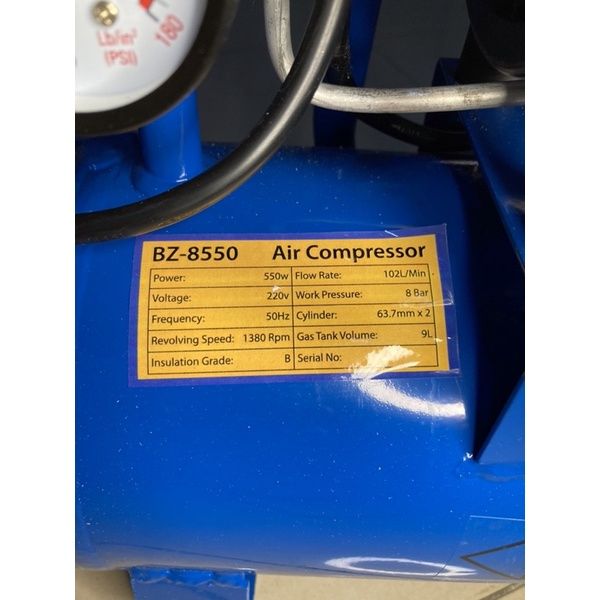 Lb/in²
(PSI)
180
BZ-8550 Air Compressor
Power: 550w Flow Rate: 102L/Min
Voltage: 220v Work Pressure: 8 Bar
Frequency: 50Hz Cylinder: 63.7mm x 2
Revolving Speed: 1380 Rpm Gas Tank Volume: 9L
Insulation Grade: B Serial No: